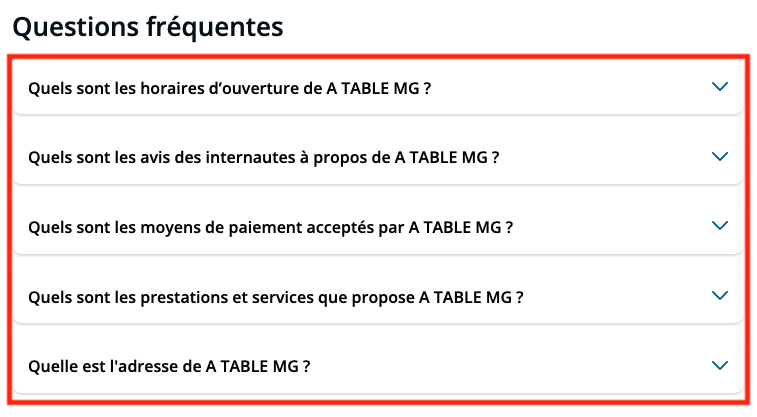 Questions fréquentes
Quels sont les horaires d’ouverture de A TABLE MG ?
Quels sont les avis des internautes à propos de A TABLE MG ?
Quels sont les moyens de paiement acceptés par A TABLE MG ?
Quels sont les prestations et services que propose A TABLE MG ?
Quelle est l'adresse de A TABLE MG ?